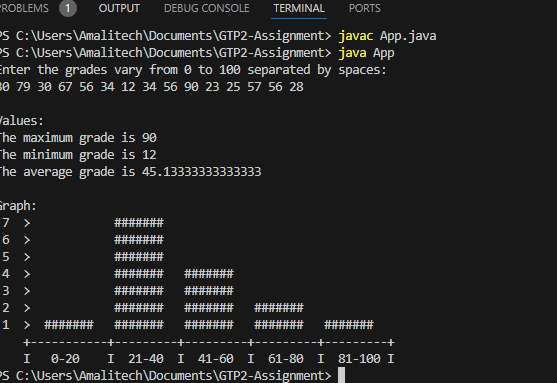 PROBLEMS 1 OUTPUT DEBUG CONSOLE TERMINAL PORTS
PS C:\Users\Amalitech\Documents\GTP2-Assignment> javac App.java
PS C:\Users\Amalitech\Documents\GTP2-Assignment> java App
Enter the grades vary from 0 to 100 separated by spaces:
30 79 30 67 56 34 12 34 56 90 23 25 57 56 28

Values:
The maximum grade is 90
The minimum grade is 12
The average grade is 45.13333333333333

Graph:
7  >            #######
6  >            #######
5  >            #######
4  >            #######   #######
3  >            #######   #######
2  >            #######   #######   #######
1  >  #######   #######   #######   #######   #######
   +-----------+---------+---------+---------+---------+
   I   0-20    I  21-40  I  41-60  I  61-80  I  81-100 I
PS C:\Users\Amalitech\Documents\GTP2-Assignment>